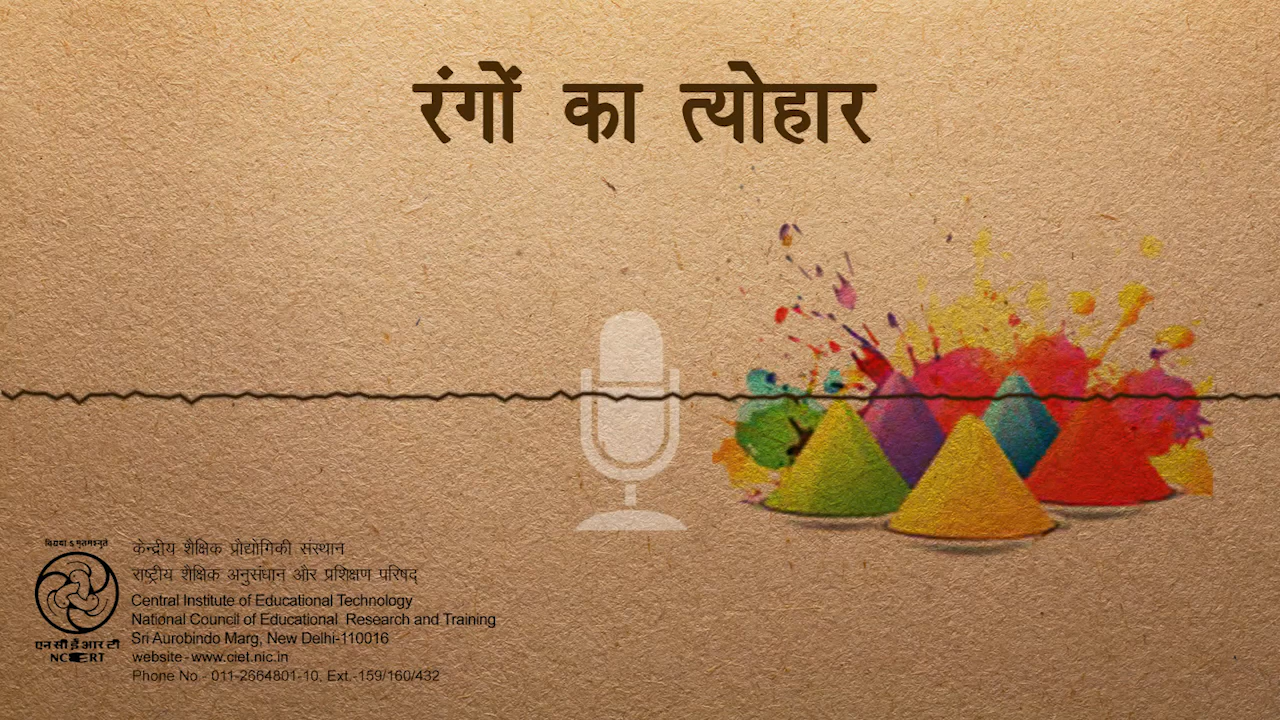 रंगों का त्योहार
विद्यया ऽ मृतमश्नुते
एन सी ई आर टी
NCERT
केन्द्रीय शैक्षिक प्रौद्योगिकी संस्थान
राष्ट्रीय शैक्षिक अनुसंधान और प्रशिक्षण परिषद्
Central Institute of Educational Technology
National Council of Educational Research and Training
Sri Aurobindo Marg, New Delhi-110016
website - www.ciet.nic.in
Phone No.- 011-2664801-10, Ext.-159/160/432